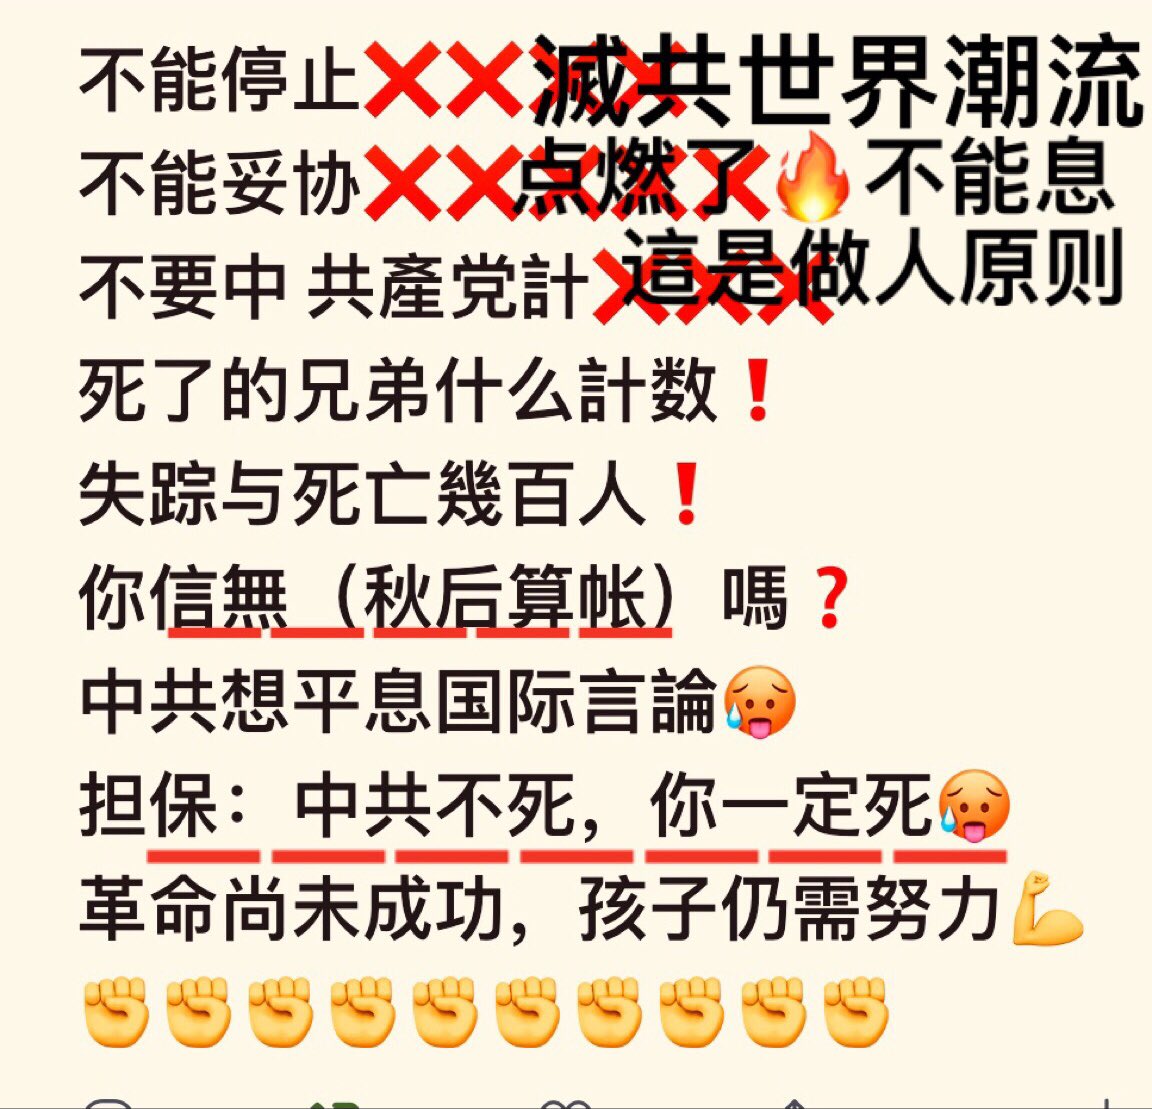 不能停止❌❌❌❌
滅共世界潮流
不能妥协❌❌❌❌❌
点燃了🔥不能息
不要中 共產党計❌❌❌
這是做人原则
死了的兄弟什么計数❗
失踪与死亡幾百人❗
你信無（秋后算帐）嗎❓
中共想平息国际言論🥵
担保：中共不死，你一定死🥵
革命尚未成功，孩子仍需努力💪
✊✊✊✊✊✊✊✊✊✊